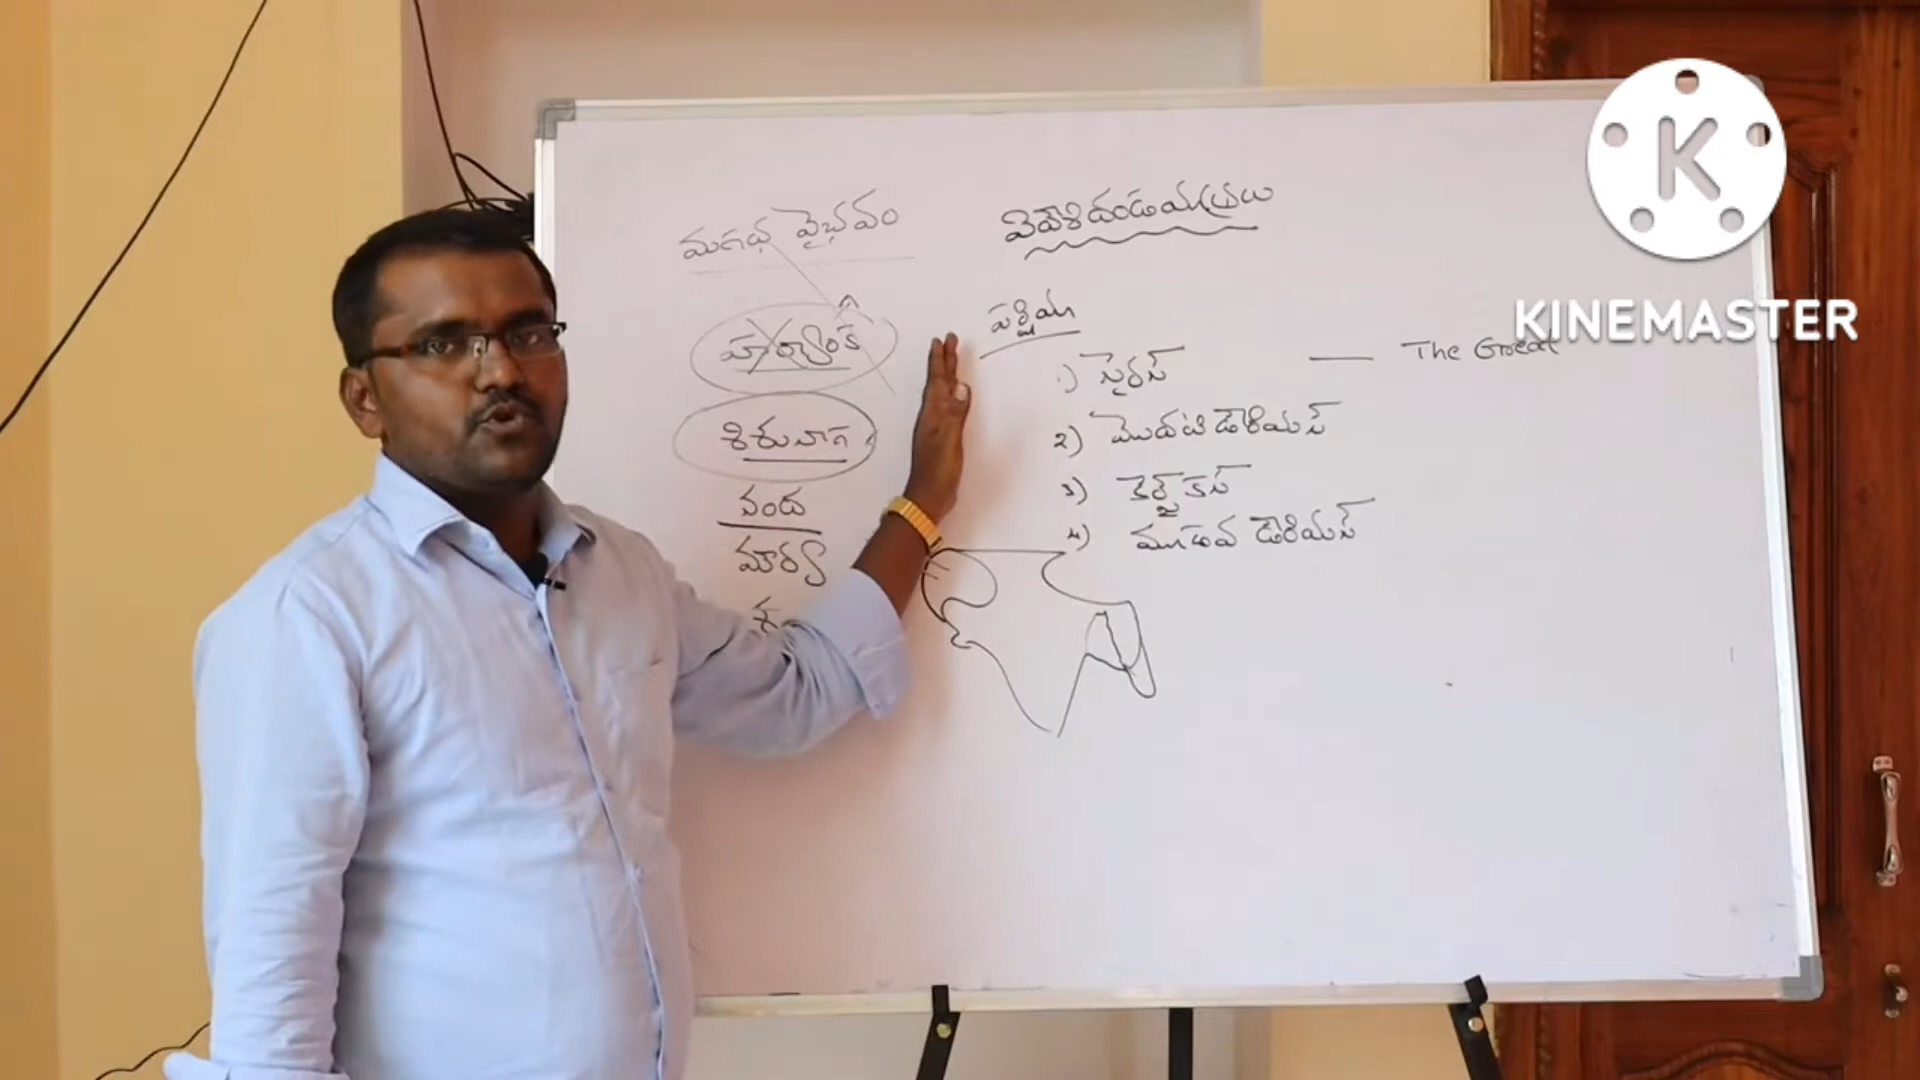 మగధ వైభవం
హర్యాంక
శిశునాగ
నంద
మౌర్య
విదేశీ దండయాత్రలు
పర్షియా
1) సైరస్ — The Great
2) మొదటి డౌరియస్
3) కెర్జ్ కస్
4) మూడవ డౌరియస్
K
KINEMASTER